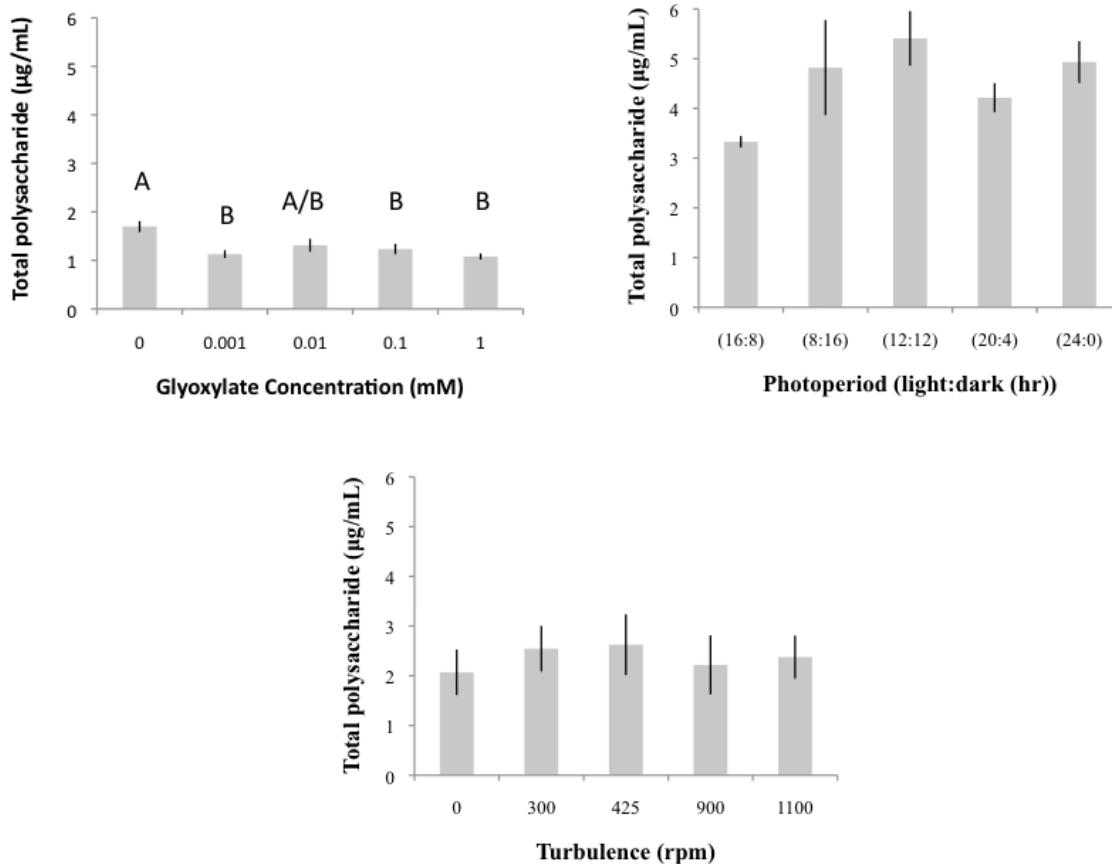 Total polysaccharide (µg/mL)
6
5
4
3
2
1
0
A
B
A/B
B
B
0 0.001 0.01 0.1 1
Glyoxylate Concentration (mM)
Total polysaccharide (µg/mL)
6
5
4
3
2
1
0
(16:8) (8:16) (12:12) (20:4) (24:0)
Photoperiod (light:dark (hr))
Total polysaccharide (µg/mL)
6
5
4
3
2
1
0
0 300 425 900 1100
Turbulence (rpm)